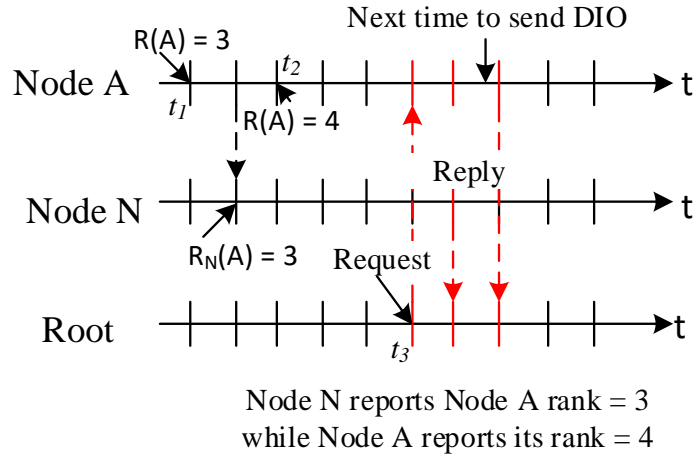 Next time to send DIO
R(A) = 3
Node A
t₁
t₂
R(A) = 4
t
Reply
Node N
t
R_N(A) = 3
Request
Root
t₃
t
Node N reports Node A rank = 3
while Node A reports its rank = 4